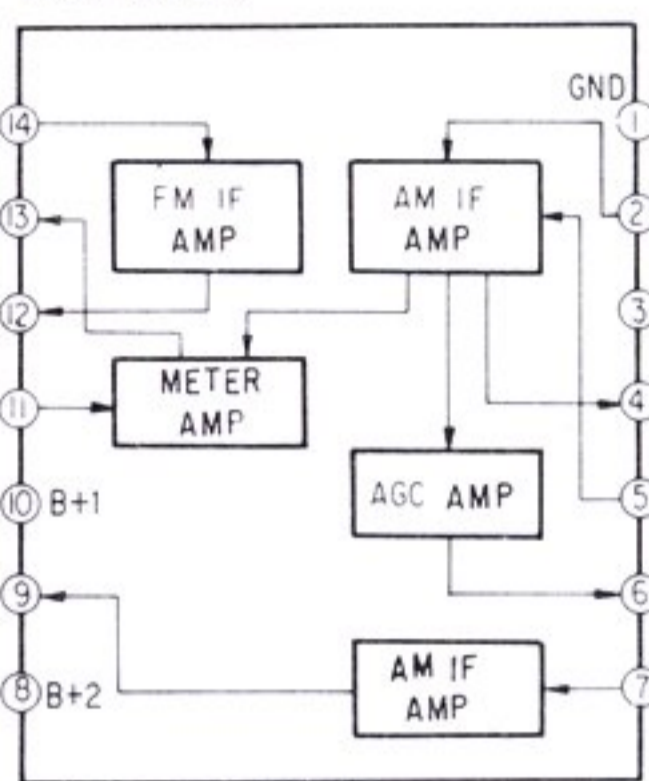 GND
14
1
FM IF
AMP
AM IF
AMP
13
2
12
3
METER
AMP
11
4
10 B+1
AGC AMP
5
9
6
AM IF
AMP
8 B+2
7